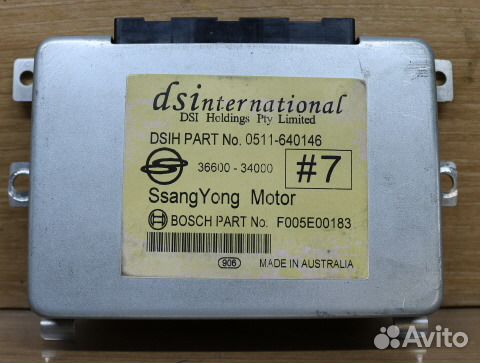 dsinternational
DSI Holdings Pty Limited
DSIH PART No. 0511-640146
36600 - 34000 #7
SsangYong Motor
BOSCH PART No. F005E00183
906 MADE IN AUSTRALIA
Avito